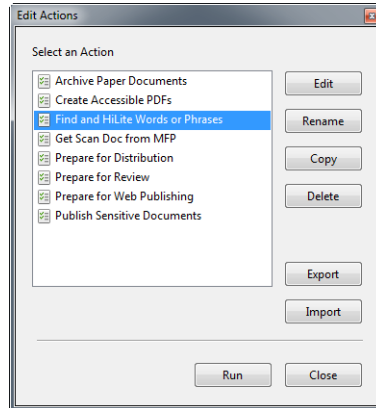 Edit Actions
Select an Action
Archive Paper Documents
Create Accessible PDFs
Find and HiLite Words or Phrases
Get Scan Doc from MFP
Prepare for Distribution
Prepare for Review
Prepare for Web Publishing
Publish Sensitive Documents
Edit
Rename
Copy
Delete
Export
Import
Run Close